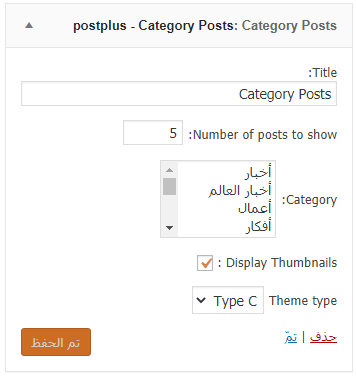 postplus - Category Posts: Category Posts
Title:
Category Posts
Number of posts to show: 5
Category:
أخبار
أخبار العالم
أعمال
أفكار
Display Thumbnails :
Theme type Type C
حذف | تمّ
تم الحفظ